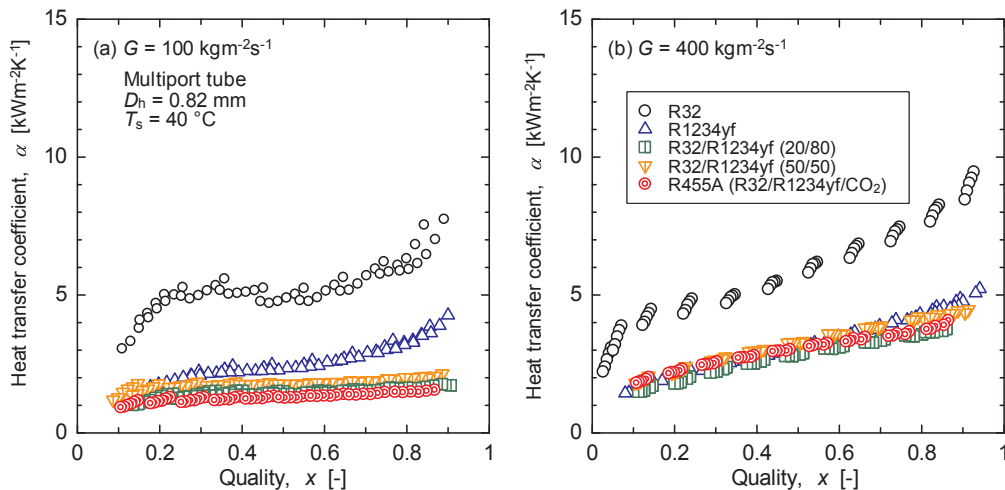 (a) G = 100 kgm-2s-1
Multiport tube
Dh = 0.82 mm
Ts = 40 °C
Heat transfer coefficient, α [kWm-2K-1]
15
10
5
0
0 0.2 0.4 0.6 0.8 1
Quality, x [-]
(b) G = 400 kgm-2s-1
R32
R1234yf
R32/R1234yf (20/80)
R32/R1234yf (50/50)
R455A (R32/R1234yf/CO2)
Heat transfer coefficient, α [kWm-2K-1]
15
10
5
0
0 0.2 0.4 0.6 0.8 1
Quality, x [-]